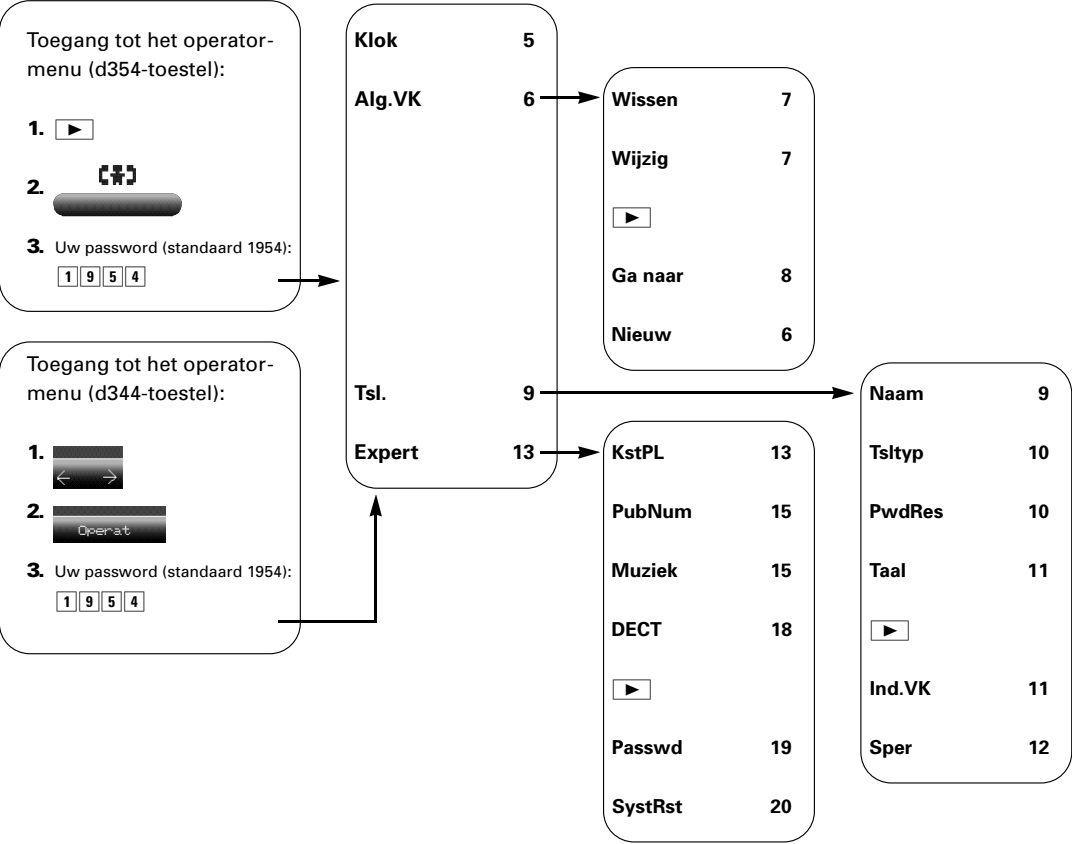 Toegang tot het operator-
menu (d354-toestel):
1.
2.
3. Uw password (standaard 1954):
1 9 5 4
Toegang tot het operator-
menu (d344-toestel):
1.
2. Operat
3. Uw password (standaard 1954):
1 9 5 4
Klok 5
Alg.VK 6
Tsl. 9
Expert 13
Wissen 7
Wijzig 7
Ga naar 8
Nieuw 6
KstPL 13
PubNum 15
Muziek 15
DECT 18
Passwd 19
SystRst 20
Naam 9
Tsltyp 10
PwdRes 10
Taal 11
Ind.VK 11
Sper 12